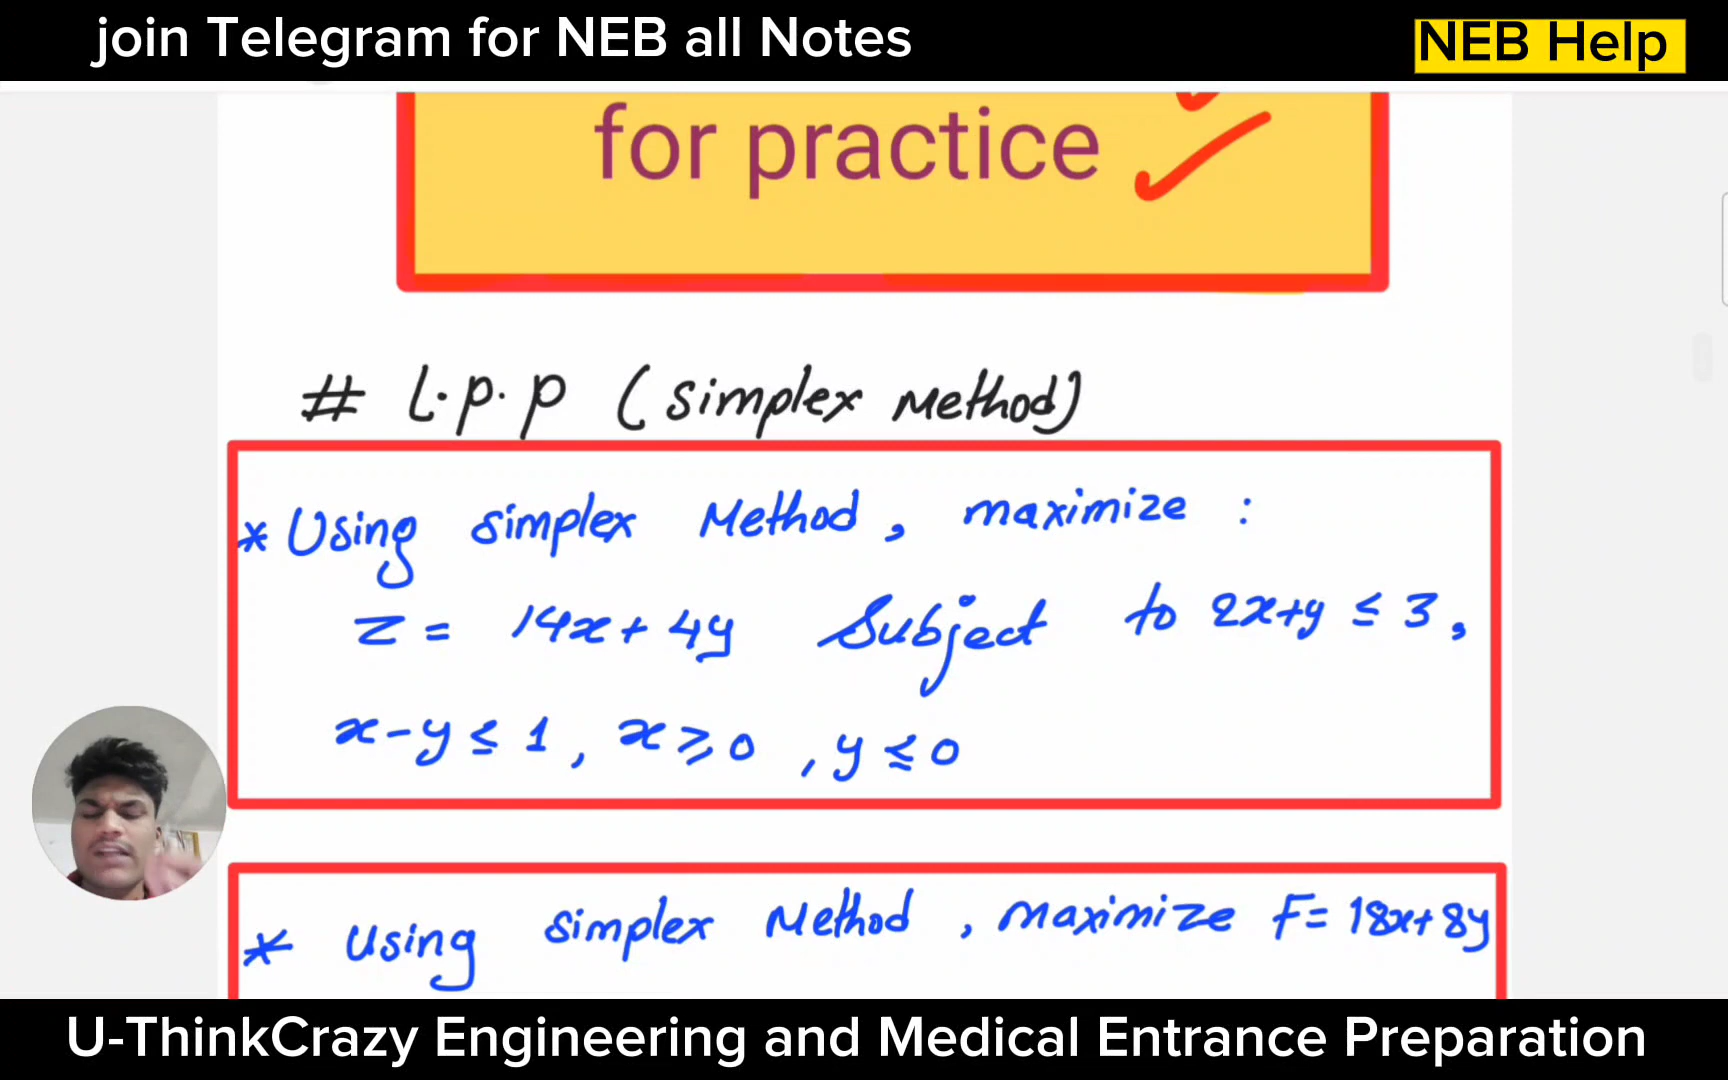 join Telegram for NEB all Notes
NEB Help
for practice
# L.P.P (simplex Method)
* Using simplex Method, maximize :
z = 14x + 4y Subject to 2x+y ≤ 3,
x-y ≤ 1, x ≥ 0, y ≤ 0
* Using simplex Method, maximize F= 18x+8y
U-ThinkCrazy Engineering and Medical Entrance Preparation